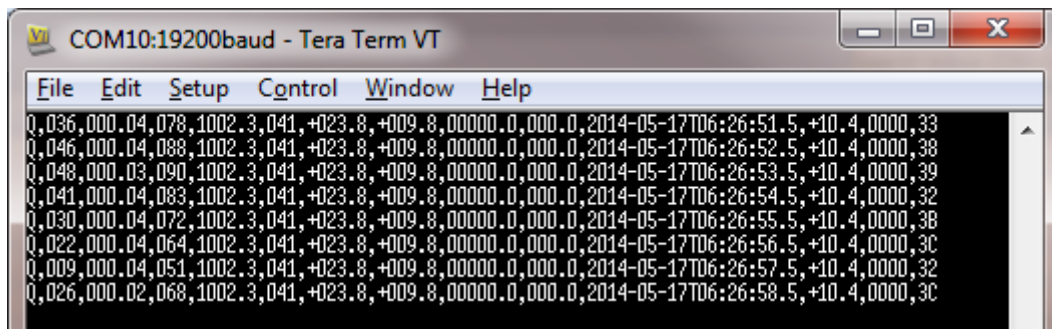 COM10:19200baud - Tera Term VT
File Edit Setup Control Window Help
Q,036,000.04,078,1002.3,041,+023.8,+009.8,00000.0,000.0,2014-05-17T06:26:51.5,+10.4,0000,33
Q,046,000.04,088,1002.3,041,+023.8,+009.8,00000.0,000.0,2014-05-17T06:26:52.5,+10.4,0000,38
Q,048,000.03,090,1002.3,041,+023.8,+009.8,00000.0,000.0,2014-05-17T06:26:53.5,+10.4,0000,39
Q,041,000.04,083,1002.3,041,+023.8,+009.8,00000.0,000.0,2014-05-17T06:26:54.5,+10.4,0000,32
Q,030,000.04,072,1002.3,041,+023.8,+009.8,00000.0,000.0,2014-05-17T06:26:55.5,+10.4,0000,3B
Q,022,000.04,064,1002.3,041,+023.8,+009.8,00000.0,000.0,2014-05-17T06:26:56.5,+10.4,0000,3C
Q,009,000.04,051,1002.3,041,+023.8,+009.8,00000.0,000.0,2014-05-17T06:26:57.5,+10.4,0000,32
Q,026,000.02,068,1002.3,041,+023.8,+009.8,00000.0,000.0,2014-05-17T06:26:58.5,+10.4,0000,3C